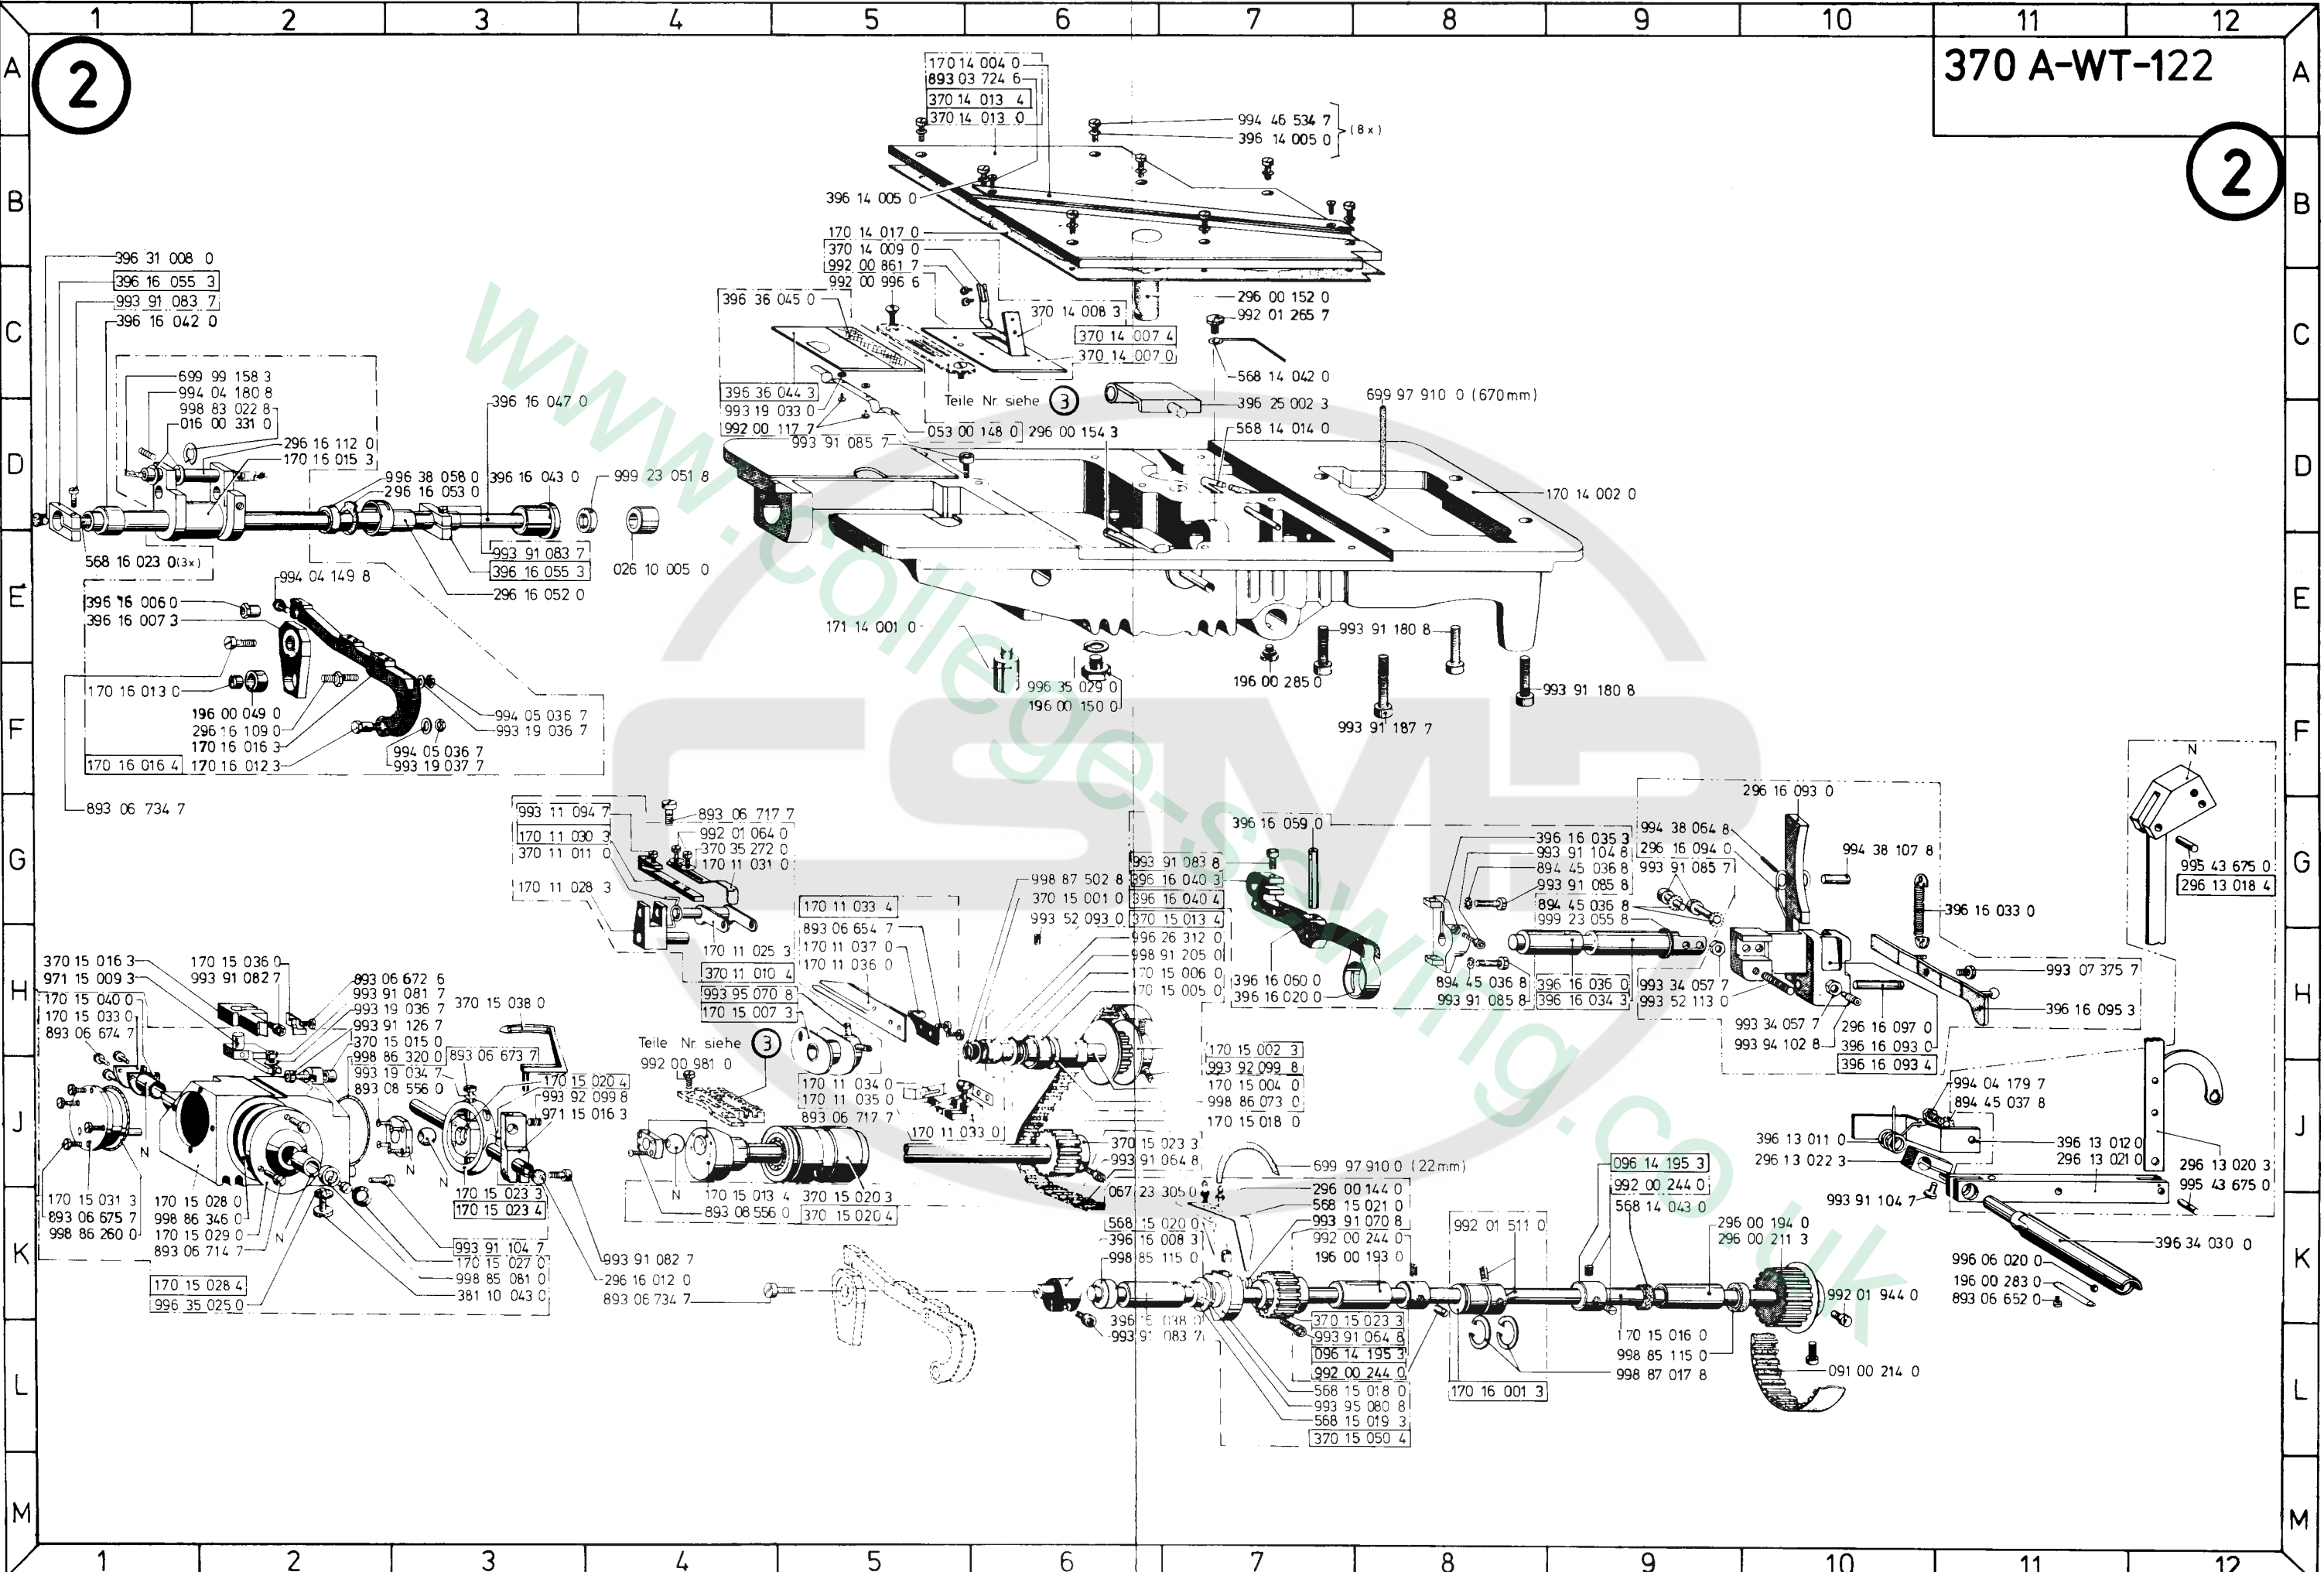 1 2 3 4 5 6 7 8 9 10 11 12
A A
2
370 A-WT-122
2
170 14 004 0
893 03 724 6
370 14 013 4
370 14 013 0
994 46 534 7
396 14 005 0
(8x)
B B
396 14 005 0
170 14 017 0
370 14 009 0
992 00 861 7
992 00 996 6
396 31 008 0
396 16 055 3
993 91 083 7
396 16 042 0
C C
396 36 045 0
370 14 008 3
370 14 007 4
370 14 007 0
296 00 152 0
992 01 265 7
568 14 042 0
699 99 158 3
994 04 180 8
998 83 022 8
016 00 331 0
296 16 112 0
170 16 015 3
396 16 047 0
396 36 044 3
993 19 033 0
992 00 117 7
Teile Nr. siehe 3
053 00 148 0
296 00 154 3
993 91 085 7
396 25 002 3
568 14 014 0
699 97 910 0 (670mm)
170 14 002 0
D D
996 38 058 0
296 16 053 0
396 16 043 0
999 23 051 8
568 16 023 0(3x)
993 91 083 7
396 16 055 3
296 16 052 0
026 10 005 0
E E
994 04 149 8
396 16 006 0
396 16 007 3
171 14 001 0
993 91 180 8
170 16 013 0
196 00 049 0
296 16 109 0
170 16 016 3
170 16 016 4
170 16 012 3
994 05 036 7
993 19 036 7
994 05 036 7
993 19 037 7
996 35 029 0
196 00 150 0
196 00 285 0
993 91 187 7
993 91 180 8
F F
893 06 734 7
N
G G
993 11 094 7
170 11 030 3
370 11 011 0
170 11 028 3
893 06 717 7
992 01 064 0
370 35 272 0
170 11 031 0
170 11 025 3
370 11 010 4
993 95 070 8
170 15 007 3
170 11 033 4
893 06 654 7
170 11 037 0
170 11 036 0
998 87 502 8
370 15 001 0
993 52 093 0
993 91 083 8
396 16 040 3
396 16 040 4
370 15 013 4
996 26 312 0
998 91 205 0
170 15 006 0
170 15 005 0
396 16 059 0
396 16 060 0
396 16 020 0
396 16 035 3
993 91 104 8
894 45 036 8
993 91 085 8
894 45 036 8
999 23 055 8
894 45 036 8
993 91 085 8
396 16 036 0
396 16 034 3
296 16 093 0
994 38 064 8
296 16 094 0
993 91 085 7
994 38 107 8
396 16 033 0
995 43 675 0
296 13 018 4
993 07 375 7
396 16 095 3
993 34 057 7
993 52 113 0
993 34 057 7
993 94 102 8
296 16 097 0
396 16 093 0
396 16 093 4
H H
370 15 016 3
971 15 009 3
170 15 040 0
170 15 033 0
893 06 674 7
170 15 036 0
993 91 082 7
893 06 672 6
993 91 081 7
993 19 036 7
993 91 126 7
370 15 015 0
998 86 320 0
993 19 034 7
893 08 556 0
370 15 038 0
893 06 673 7
170 15 020 4
993 92 099 8
971 15 016 3
Teile Nr. siehe 3
992 00 981 0
170 11 034 0
170 11 035 0
893 06 717 7
170 11 033 0
170 15 002 3
993 92 099 8
170 15 004 0
998 86 073 0
170 15 018 0
994 04 179 7
894 45 037 8
396 13 011 0
296 13 022 3
396 13 012 0
296 13 021 0
296 13 020 3
995 43 675 0
993 91 104 7
J J
N N N N N
170 15 031 3
893 06 675 7
998 86 260 0
170 15 028 0
998 86 346 0
170 15 029 0
893 06 714 7
170 15 028 4
996 35 025 0
170 15 023 3
170 15 023 4
993 91 104 7
170 15 027 0
998 85 081 0
381 10 043 0
993 91 082 7
296 16 012 0
893 06 734 7
170 15 013 4
893 08 556 0
370 15 020 3
370 15 020 4
370 15 023 3
993 91 064 8
067 23 305 0
699 97 910 0 (22mm)
296 00 144 0
568 15 021 0
993 91 070 8
992 00 244 0
196 00 193 0
568 15 020 0
396 16 008 3
998 85 115 0
992 01 511 0
096 14 195 3
992 00 244 0
568 14 043 0
296 00 194 0
296 00 211 3
396 34 030 0
996 06 020 0
196 00 283 0
893 06 652 0
992 01 944 0
K K
993 91 083 7
370 15 023 3
993 91 064 8
096 14 195 3
992 00 244 0
568 15 018 0
993 95 080 8
568 15 019 3
370 15 050 4
170 16 001 3
170 15 016 0
998 85 115 0
998 87 017 8
091 00 214 0
L L
M M
1 2 3 4 5 6 7 8 9 10 11 12
www.college-sewing.co.uk
CSMP